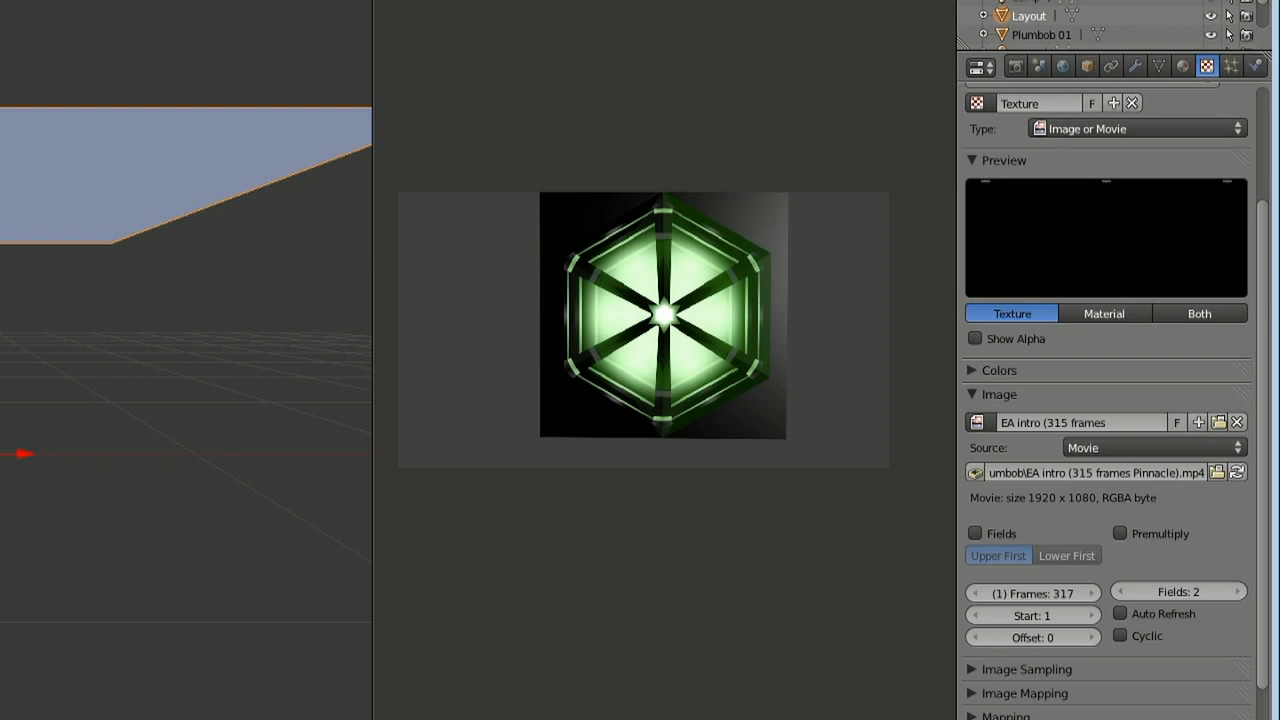 Layout
Plumbob 01
Texture F
Type: Image or Movie
Preview
Texture Material Both
Show Alpha
Colors
Image
EA intro (315 frames F
Source: Movie
umbob\EA intro (315 frames Pinnacle).mp4
Movie: size 1920 x 1080, RGBA byte
Fields Premultiply
Upper First Lower First
(1) Frames: 317 Fields: 2
Start: 1 Auto Refresh
Offset: 0 Cyclic
Image Sampling
Image Mapping
Mapping